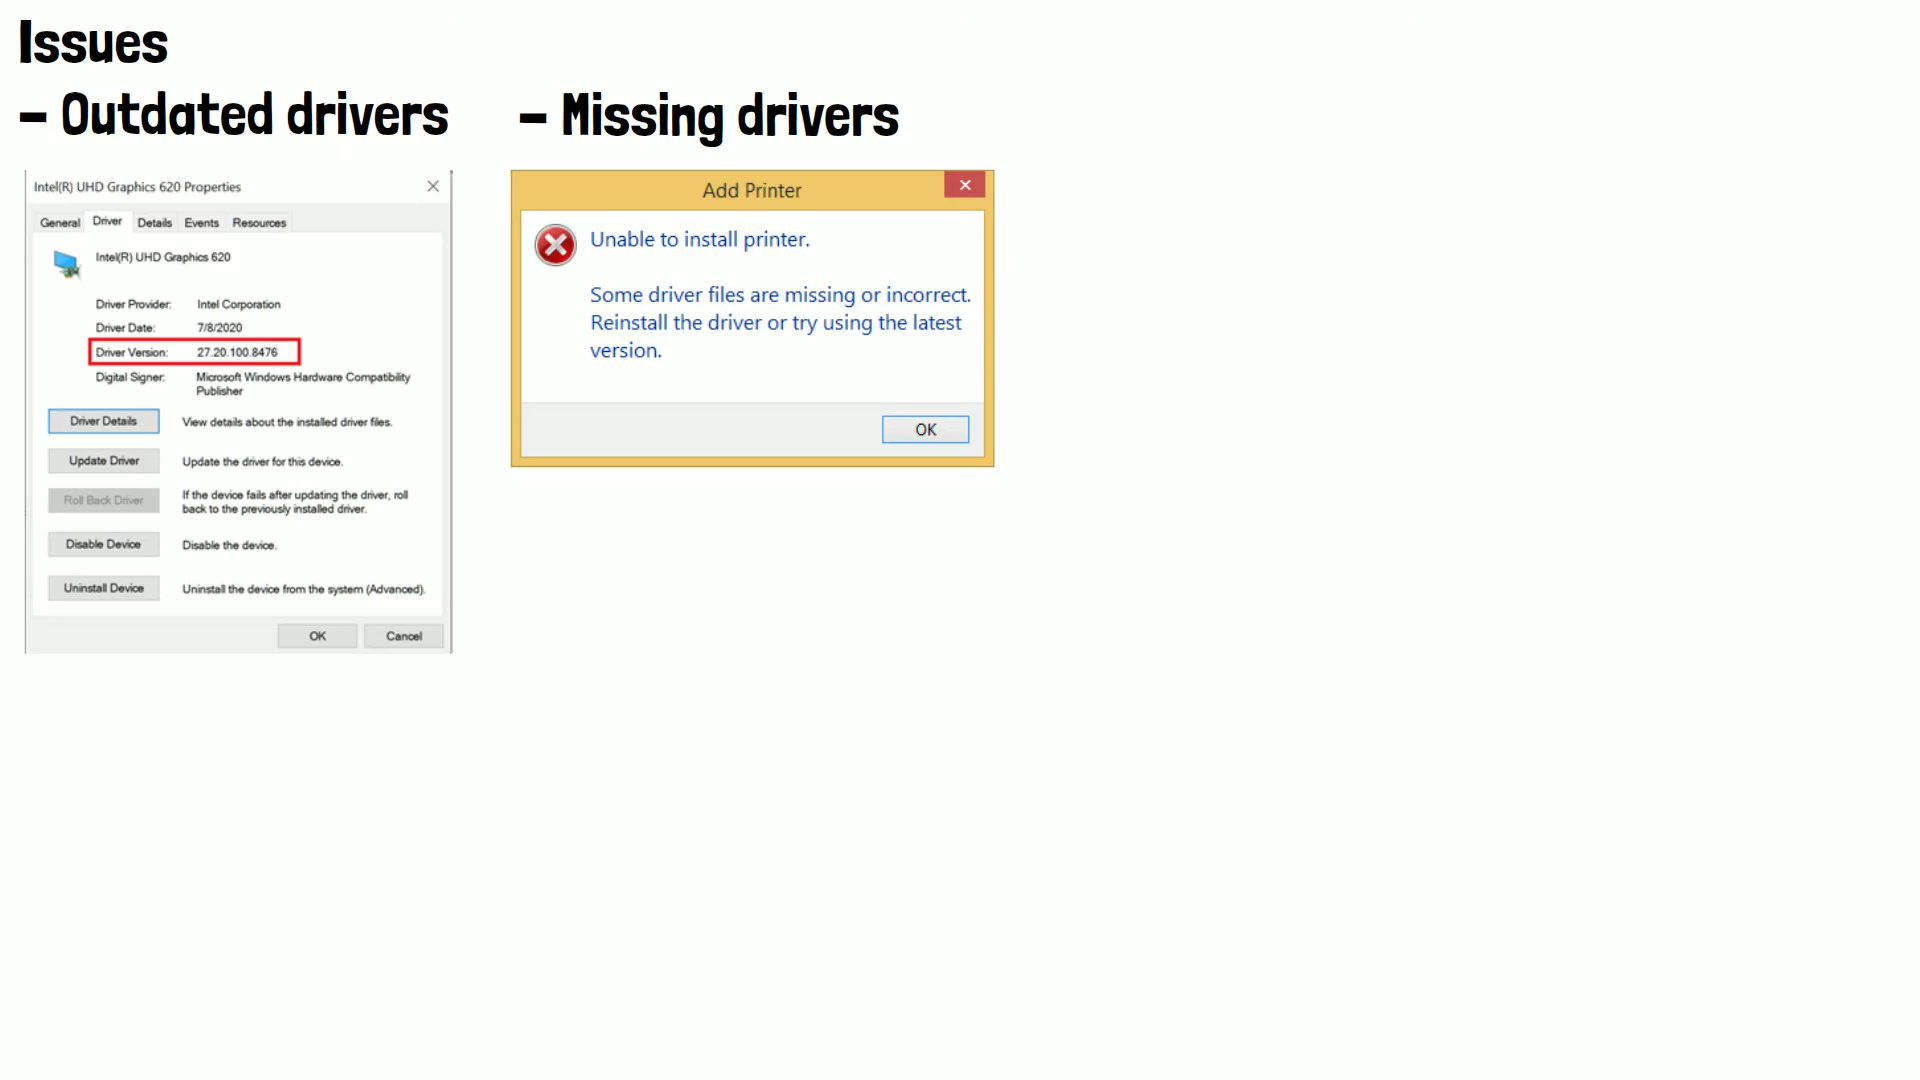 Issues
- Outdated drivers
- Missing drivers
Intel(R) UHD Graphics 620 Properties
General Driver Details Events Resources
Intel(R) UHD Graphics 620
Driver Provider: Intel Corporation
Driver Date: 7/8/2020
Driver Version: 27.20.100.8476
Digital Signer: Microsoft Windows Hardware Compatibility
Publisher
Driver Details View details about the installed driver files.
Update Driver Update the driver for this device.
Roll Back Driver If the device fails after updating the driver, roll
back to the previously installed driver.
Disable Device Disable the device.
Uninstall Device Uninstall the device from the system (Advanced).
OK Cancel
Add Printer
Unable to install printer.
Some driver files are missing or incorrect.
Reinstall the driver or try using the latest
version.
OK